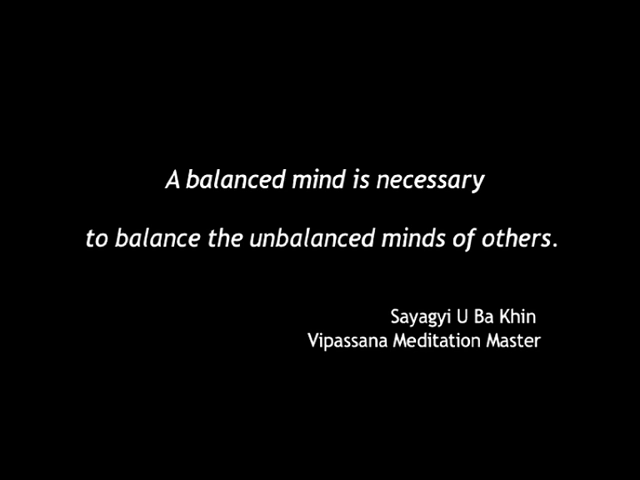 A balanced mind is necessary
to balance the unbalanced minds of others.
Sayagyi U Ba Khin
Vipassana Meditation Master